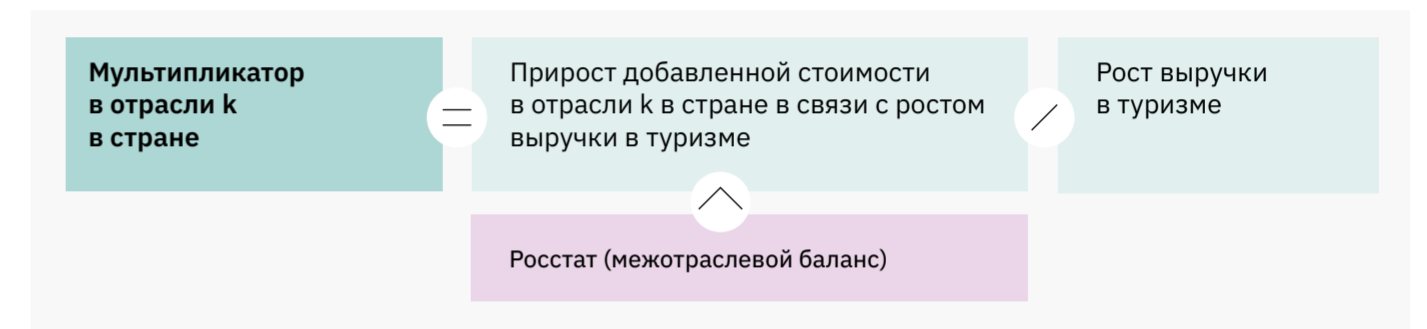 Мультипликатор
в отрасли k
в стране
=
Прирост добавленной стоимости
в отрасли k в стране в связи с ростом
выручки в туризме
/
Рост выручки
в туризме
Росстат (межотраслевой баланс)